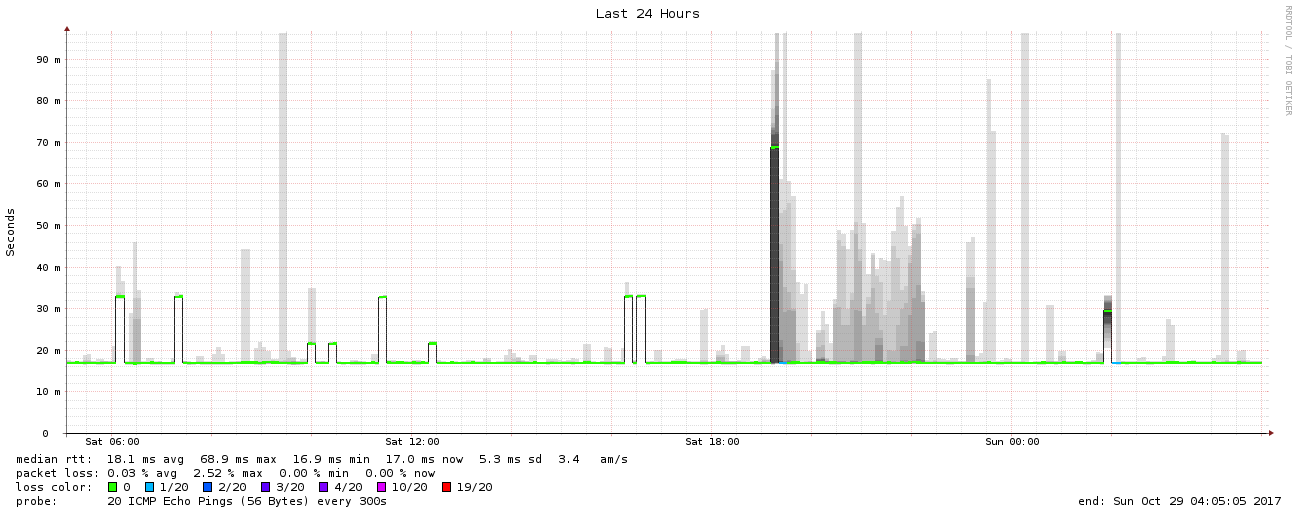 Last 24 Hours
RRDTOOL / TOBI OETIKER
Seconds
90 m
80 m
70 m
60 m
50 m
40 m
30 m
20 m
10 m
0
Sat 06:00 Sat 12:00 Sat 18:00 Sun 00:00
median rtt: 18.1 ms avg 68.9 ms max 16.9 ms min 17.0 ms now 5.3 ms sd 3.4 am/s
packet loss: 0.03 % avg 2.52 % max 0.00 % min 0.00 % now
loss color: 0 1/20 2/20 3/20 4/20 10/20 19/20
probe: 20 ICMP Echo Pings (56 Bytes) every 300s end: Sun Oct 29 04:05:05 2017